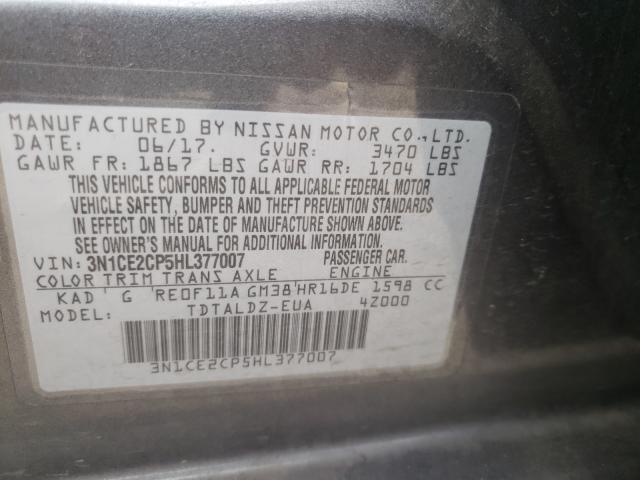 MANUFACTURED BY NISSAN MOTOR CO., LTD.
DATE: 06/17. GVWR: 3470 LBS
GAWR FR: 1867 LBS GAWR RR: 1704 LBS
THIS VEHICLE CONFORMS TO ALL APPLICABLE FEDERAL MOTOR
VEHICLE SAFETY, BUMPER AND THEFT PREVENTION STANDARDS
IN EFFECT ON THE DATE OF MANUFACTURE SHOWN ABOVE.
SEE OWNER'S MANUAL FOR ADDITIONAL INFORMATION.
VIN: 3N1CE2CP5HL377007 PASSENGER CAR.
COLOR TRIM TRANS AXLE ENGINE
KAD G RE0F11A GM38 HR16DE 1598 CC
MODEL: TDTALDZ-EUA 4Z000
3N1CE2CP5HL377007